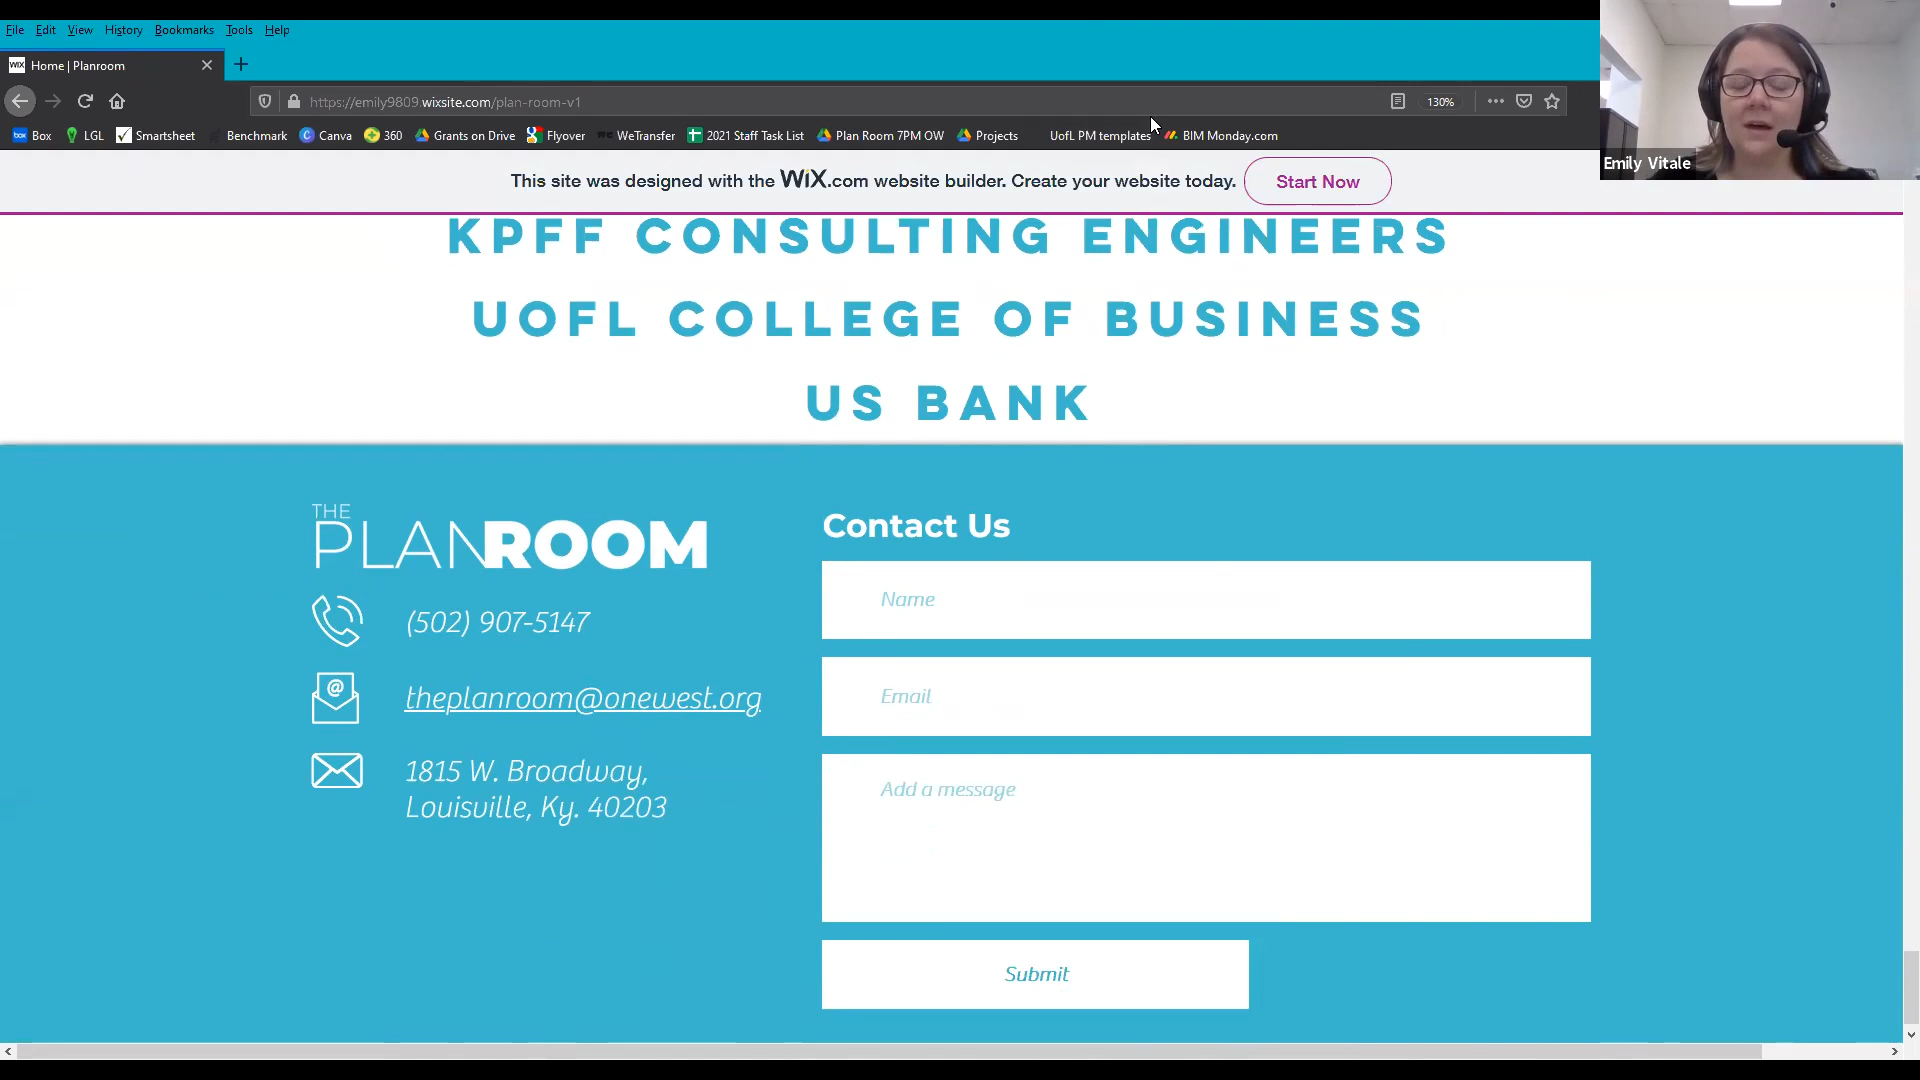 File Edit View History Bookmarks Tools Help
WiX Home | Planroom
https://emily9809.wixsite.com/plan-room-v1
130%
box Box LGL Smartsheet Benchmark Canva 360 Grants on Drive Flyover WeTransfer 2021 Staff Task List Plan Room 7PM OW Projects UofL PM templates BIM Monday.com
Emily Vitale
This site was designed with the WiX.com website builder. Create your website today. Start Now
KPFF CONSULTING ENGINEERS
UOFL COLLEGE OF BUSINESS
US BANK
THE
PLANROOM
(502) 907-5147
@
theplanroom@onewest.org
1815 W. Broadway,
Louisville, Ky. 40203
Contact Us
Name
Email
Add a message
Submit